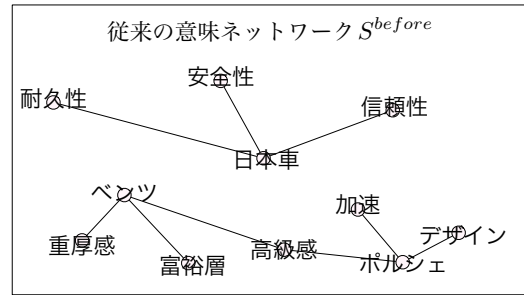 従来の意味ネットワーク S^{before}
安全性
耐久性
信頼性
日本車
ベンツ
加速
デザイン
重厚感
高級感
富裕層
ポルシェ